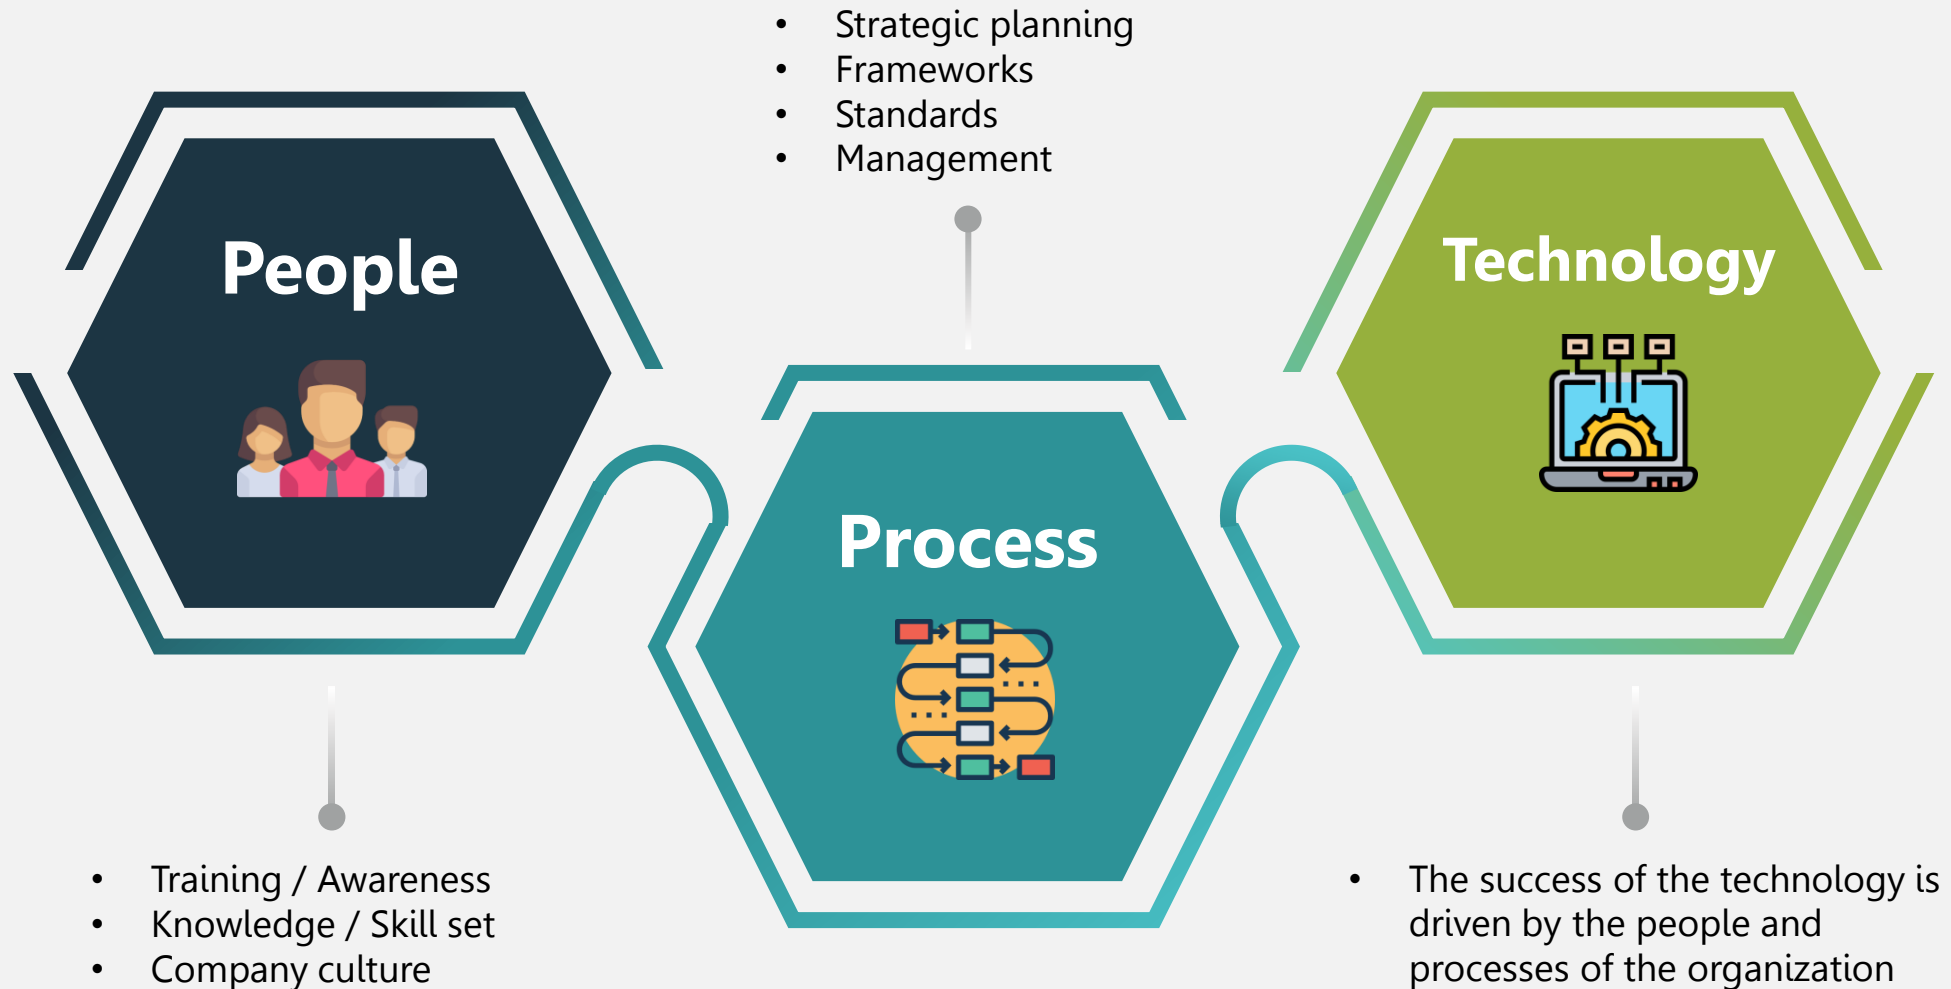 • Strategic planning
• Frameworks
• Standards
• Management
People
Technology
Process
• Training / Awareness
• Knowledge / Skill set
• Company culture
• The success of the technology is
driven by the people and
processes of the organization